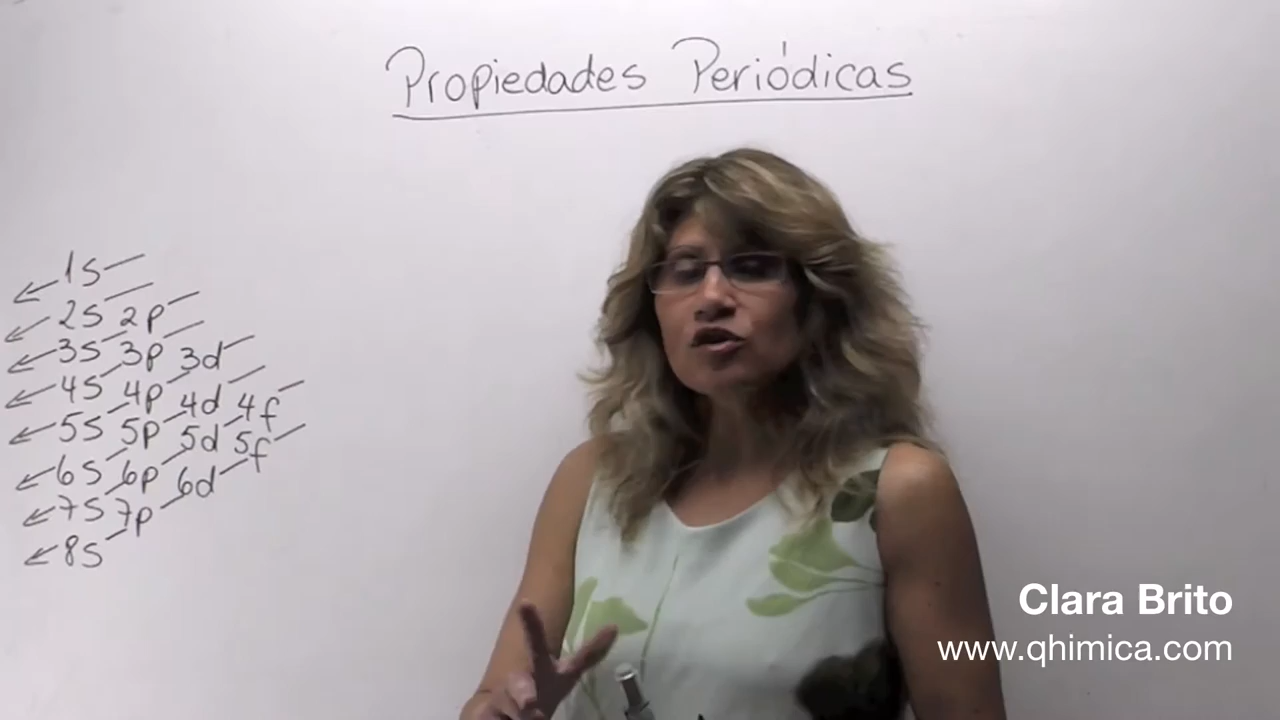 Propiedades Periódicas
1s
2s 2p
3s 3p 3d
4s 4p 4d 4f
5s 5p 5d 5f
6s 6p 6d
7s 7p
8s
Clara Brito
www.qhimica.com